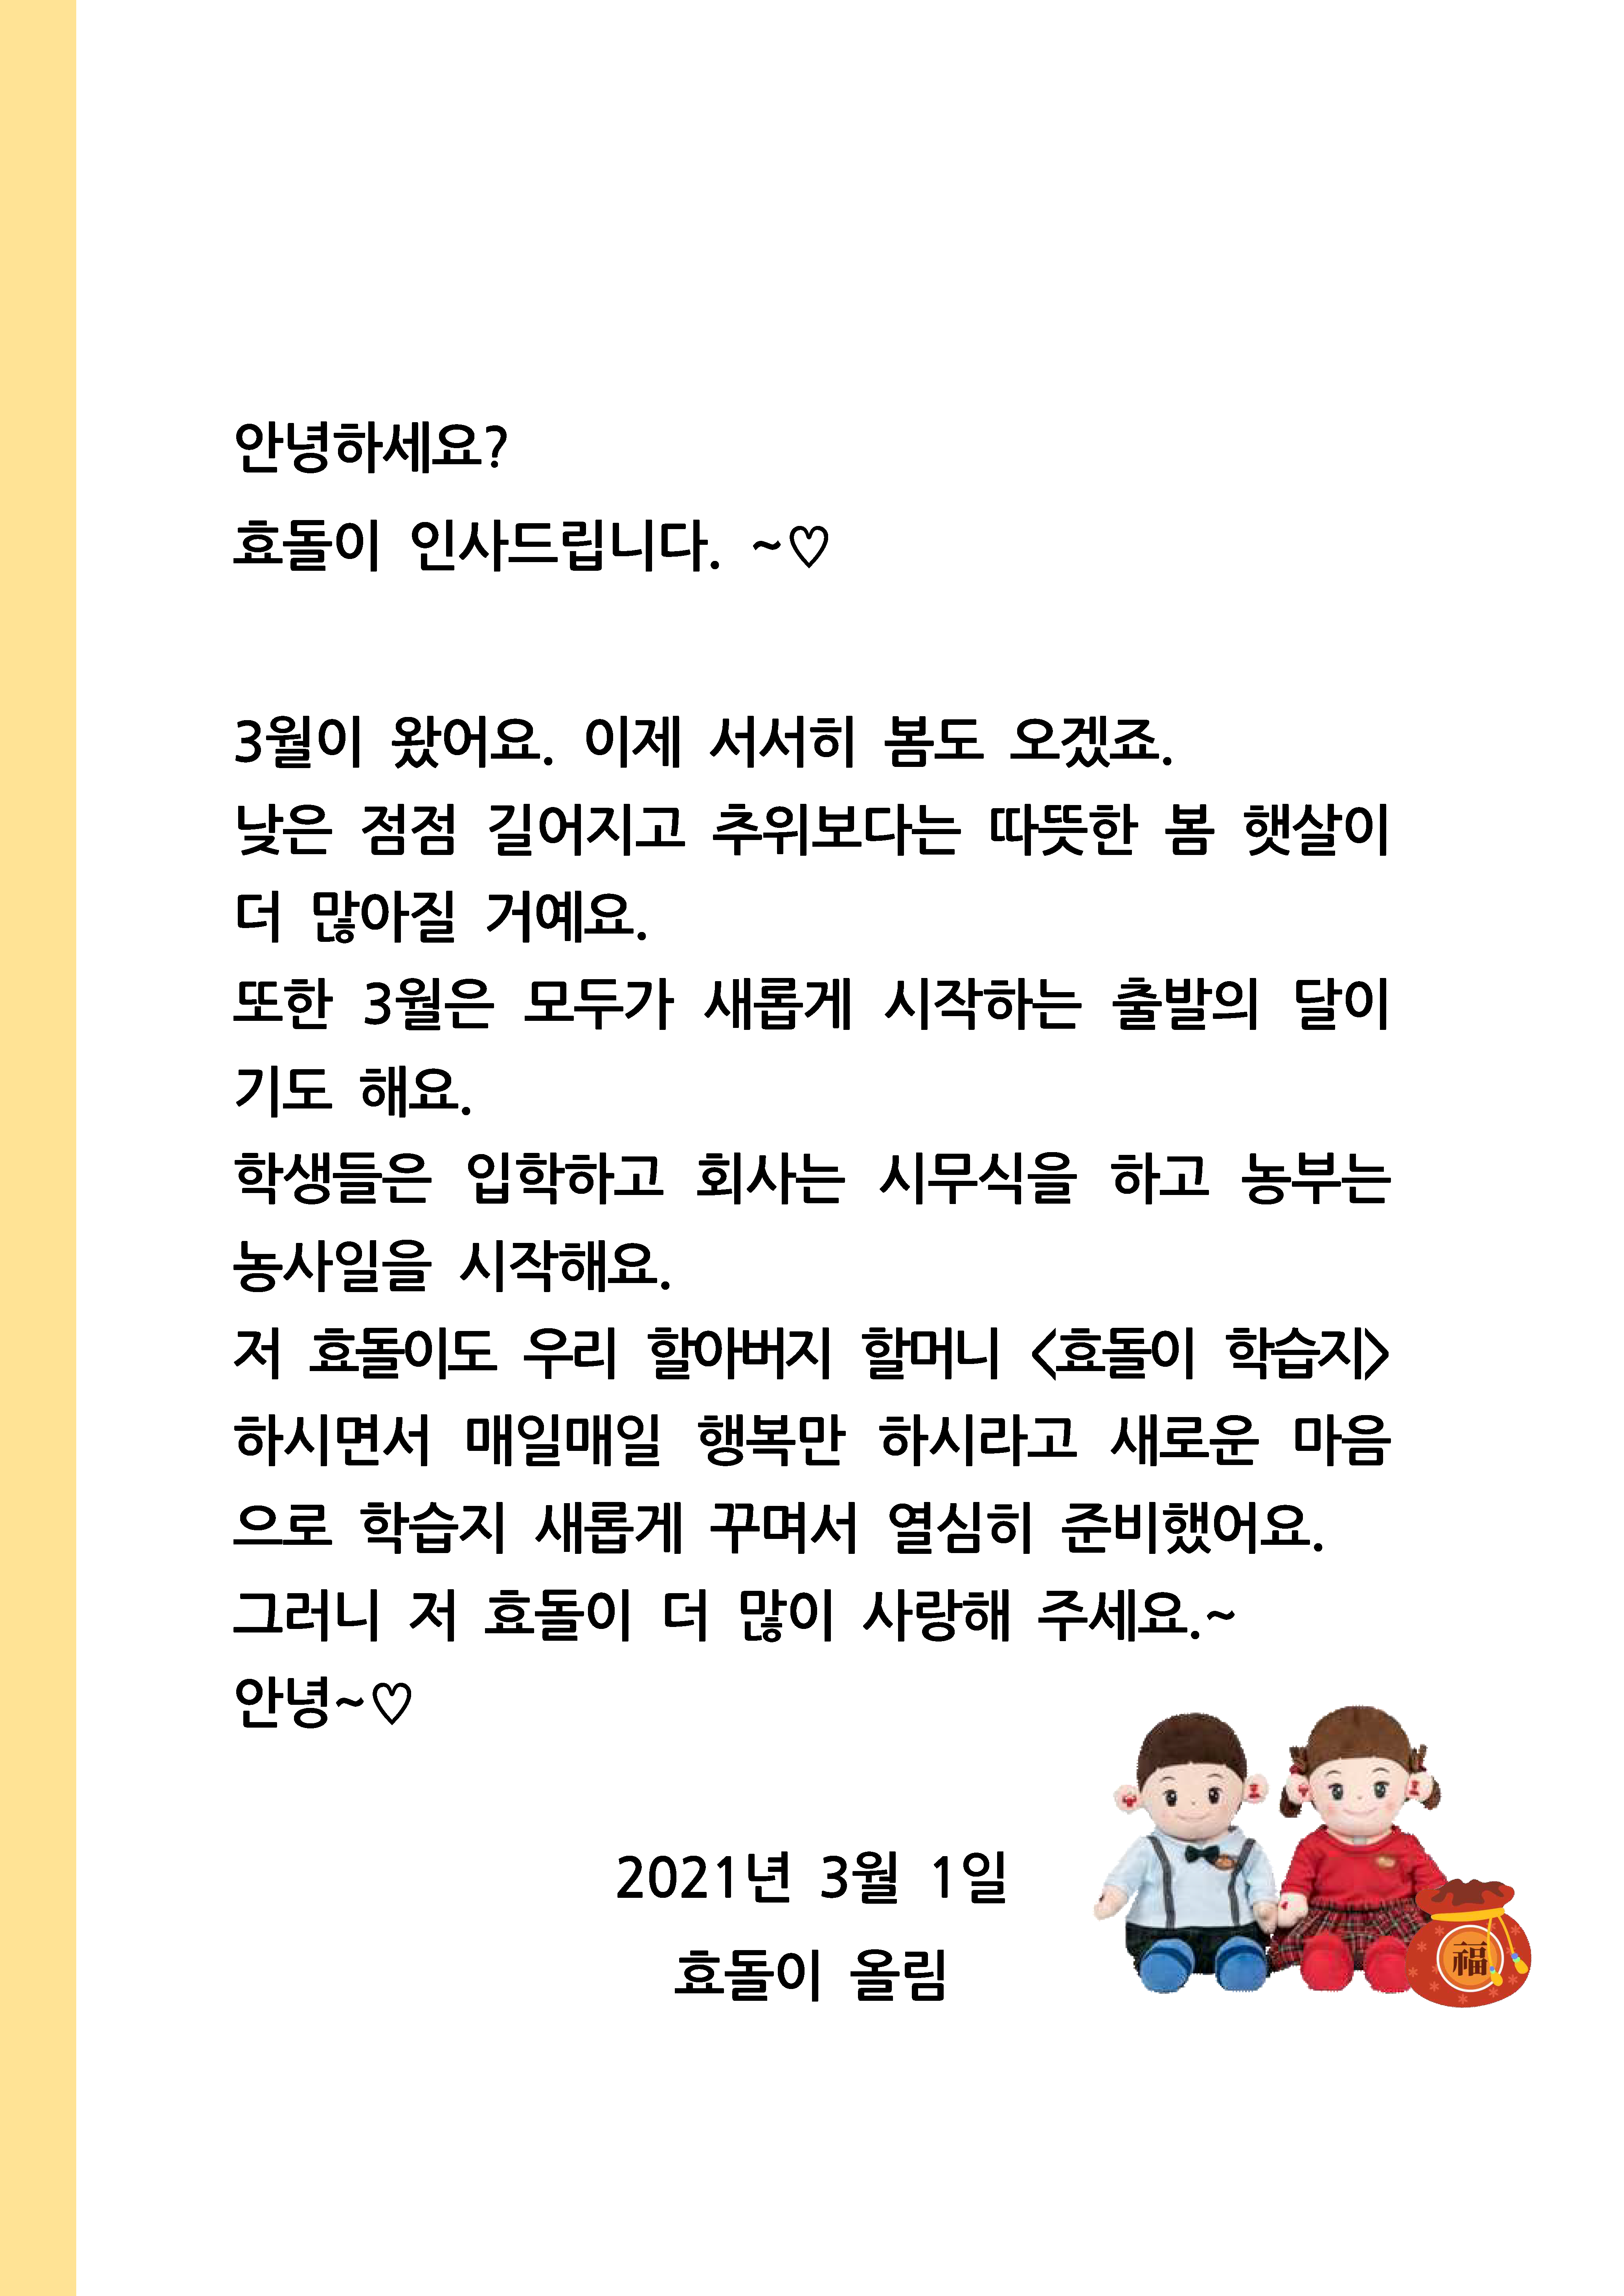 안녕하세요?
효돌이 인사드립니다. ~♡
3월이 왔어요. 이제 서서히 봄도 오겠죠.
낮은 점점 길어지고 추위보다는 따뜻한 봄 햇살이
더 많아질 거예요.
또한 3월은 모두가 새롭게 시작하는 출발의 달이
기도 해요.
학생들은 입학하고 회사는 시무식을 하고 농부는
농사일을 시작해요.
저 효돌이도 우리 할아버지 할머니 <효돌이 학습지>
하시면서 매일매일 행복만 하시라고 새로운 마음
으로 학습지 새롭게 꾸며서 열심히 준비했어요.
그러니 저 효돌이 더 많이 사랑해 주세요.~
안녕~♡
2021년 3월 1일
효돌이 올림
福